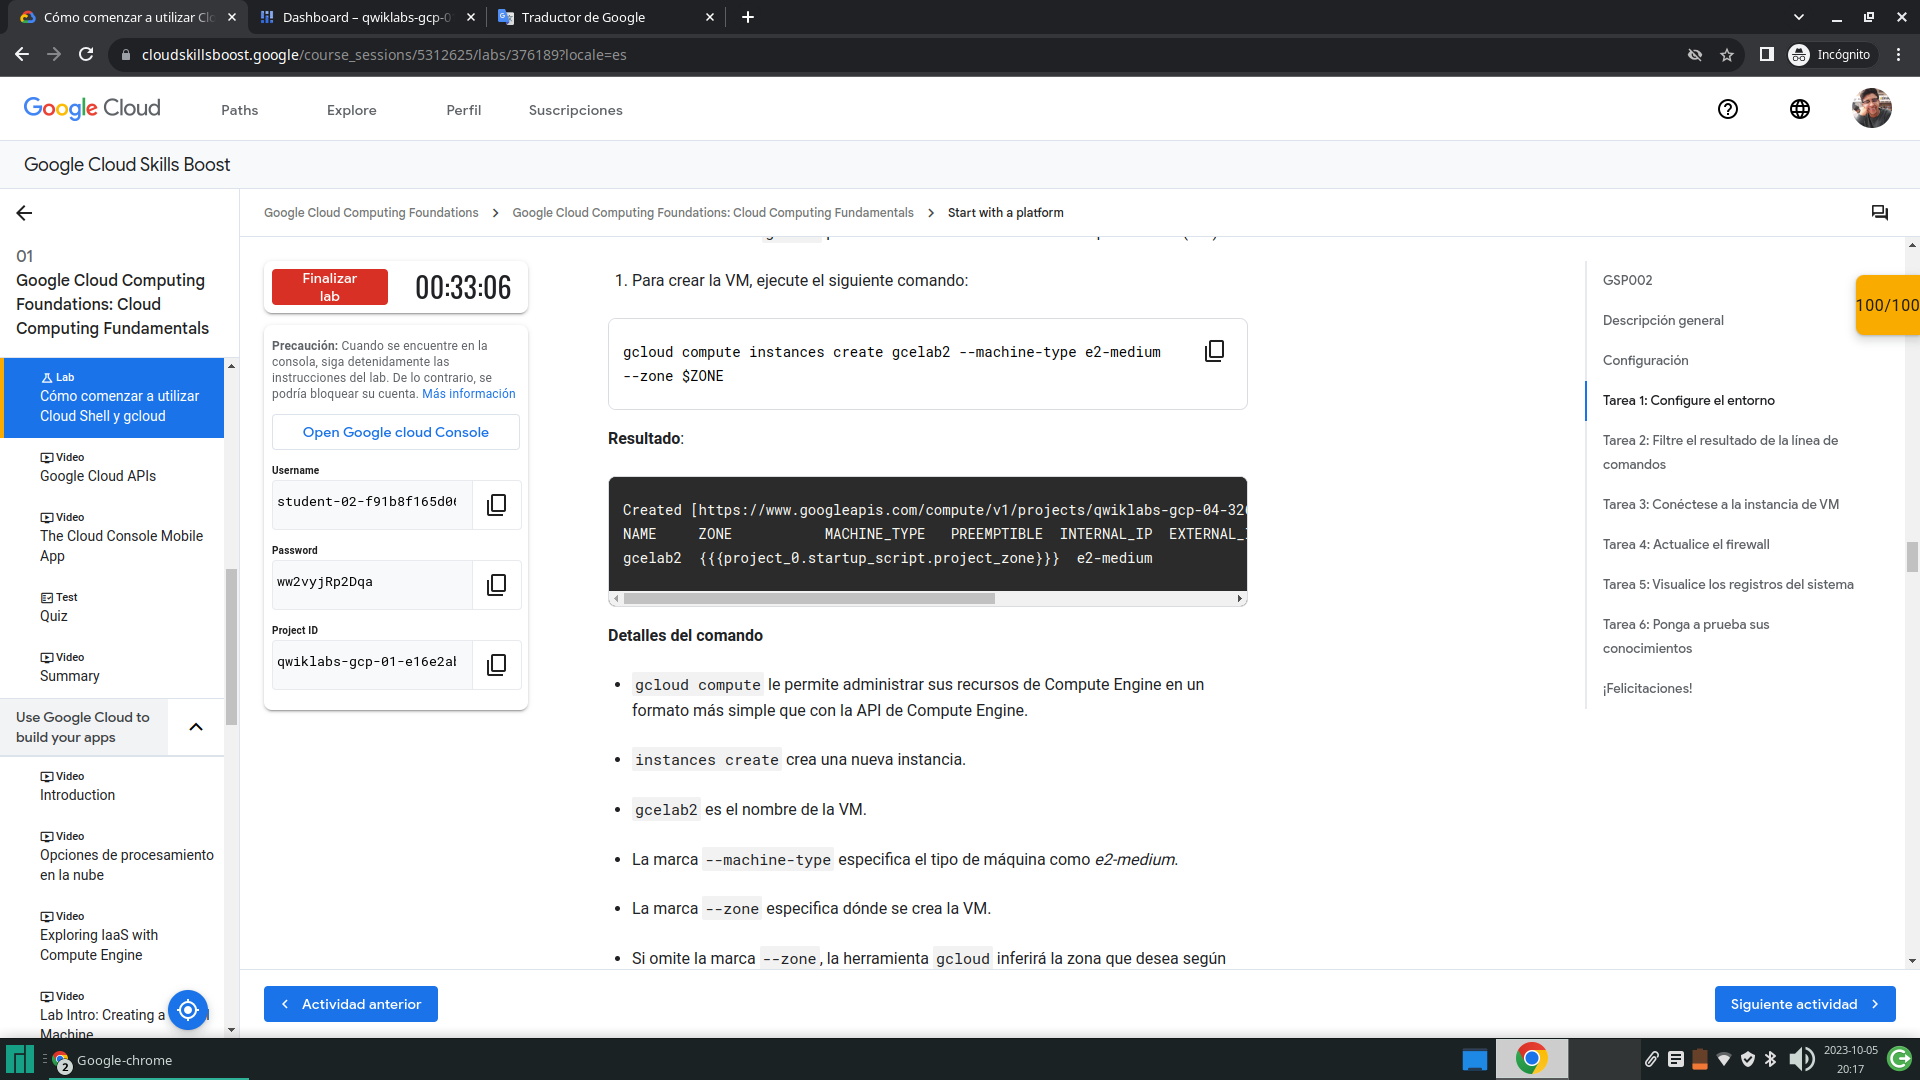 Cómo comenzar a utilizar Clo
Dashboard – qwiklabs-gcp-0
Traductor de Google
cloudskillsboost.google/course_sessions/5312625/labs/376189?locale=es
Incógnito
Google Cloud
Paths
Explore
Perfil
Suscripciones
Google Cloud Skills Boost
Google Cloud Computing Foundations
Google Cloud Computing Foundations: Cloud Computing Fundamentals
Start with a platform
01
Google Cloud Computing
Foundations: Cloud
Computing Fundamentals
Lab
Cómo comenzar a utilizar
Cloud Shell y gcloud
Video
Google Cloud APIs
Video
The Cloud Console Mobile
App
Test
Quiz
Video
Summary
Use Google Cloud to
build your apps
Video
Introduction
Video
Opciones de procesamiento
en la nube
Video
Exploring IaaS with
Compute Engine
Video
Lab Intro: Creating a
Machine
Finalizar
lab
00:33:06
Precaución: Cuando se encuentre en la
consola, siga detenidamente las
instrucciones del lab. De lo contrario, se
podría bloquear su cuenta. Más información
Open Google cloud Console
Username
student-02-f91b8f165d06
Password
ww2vyjRp2Dqa
Project ID
qwiklabs-gcp-01-e16e2ab
1. Para crear la VM, ejecute el siguiente comando:
gcloud compute instances create gcelab2 --machine-type e2-medium
--zone $ZONE
Resultado:
Created [https://www.googleapis.com/compute/v1/projects/qwiklabs-gcp-04-326
NAME ZONE MACHINE_TYPE PREEMPTIBLE INTERNAL_IP EXTERNAL_I
gcelab2 {{{project_0.startup_script.project_zone}}} e2-medium
Detalles del comando
• gcloud compute le permite administrar sus recursos de Compute Engine en un
formato más simple que con la API de Compute Engine.
• instances create crea una nueva instancia.
• gcelab2 es el nombre de la VM.
• La marca --machine-type especifica el tipo de máquina como e2-medium.
• La marca --zone especifica dónde se crea la VM.
• Si omite la marca --zone, la herramienta gcloud inferirá la zona que desea según
GSP002
Descripción general
Configuración
Tarea 1: Configure el entorno
Tarea 2: Filtre el resultado de la línea de
comandos
Tarea 3: Conéctese a la instancia de VM
Tarea 4: Actualice el firewall
Tarea 5: Visualice los registros del sistema
Tarea 6: Ponga a prueba sus
conocimientos
¡Felicitaciones!
100/100
Actividad anterior
Siguiente actividad
2
Google-chrome
2023-10-05
20:17